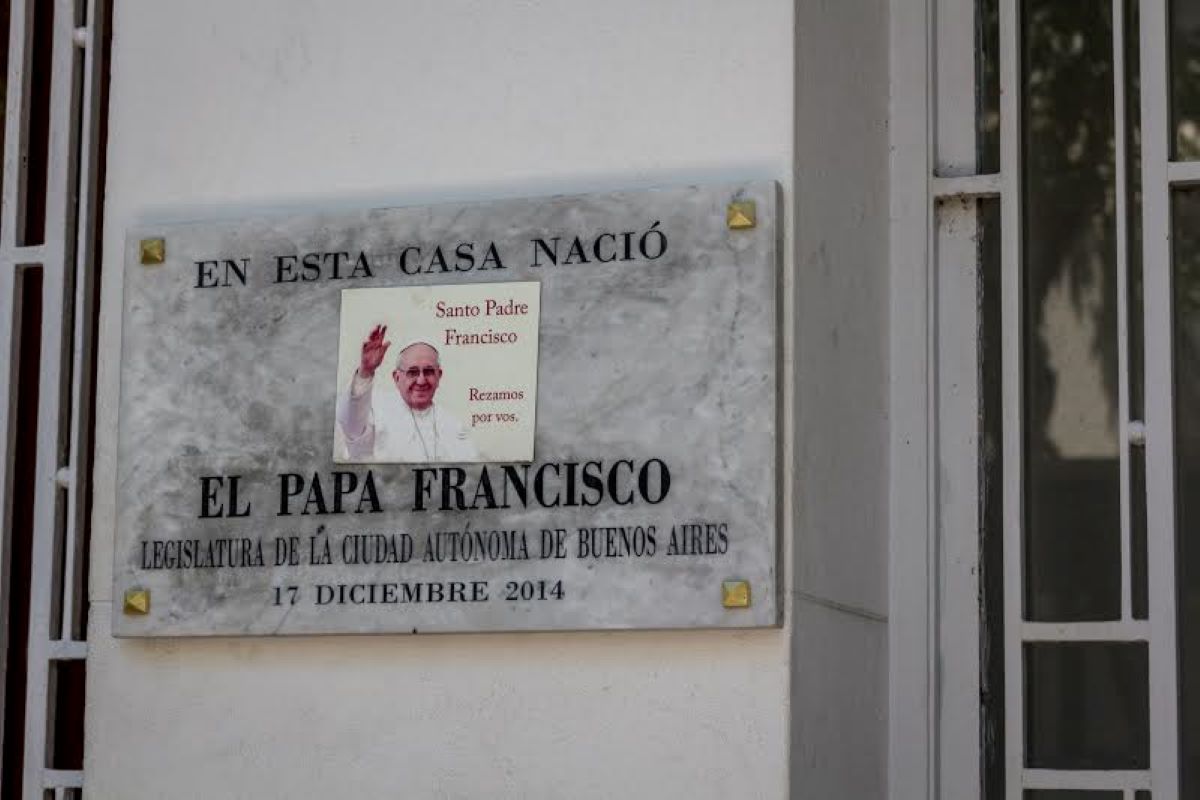 EN ESTA CASA NACIÓ
Santo Padre
Francisco
Rezamos
por vos.
EL PAPA FRANCISCO
LEGISLATURA DE LA CIUDAD AUTÓNOMA DE BUENOS AIRES
17 DICIEMBRE 2014